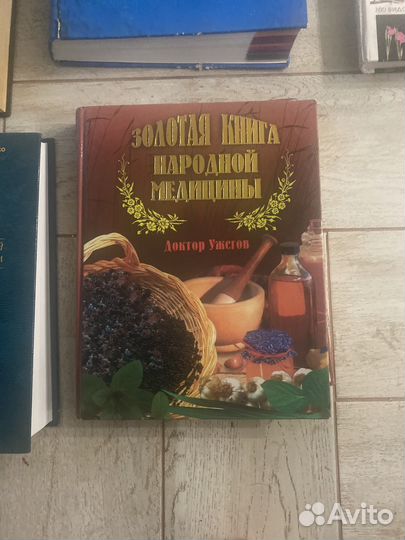 ЗОЛОТАЯ КНИГА
НАРОДНОЙ
МЕДИЦИНЫ
Доктор Ужегов
Avito